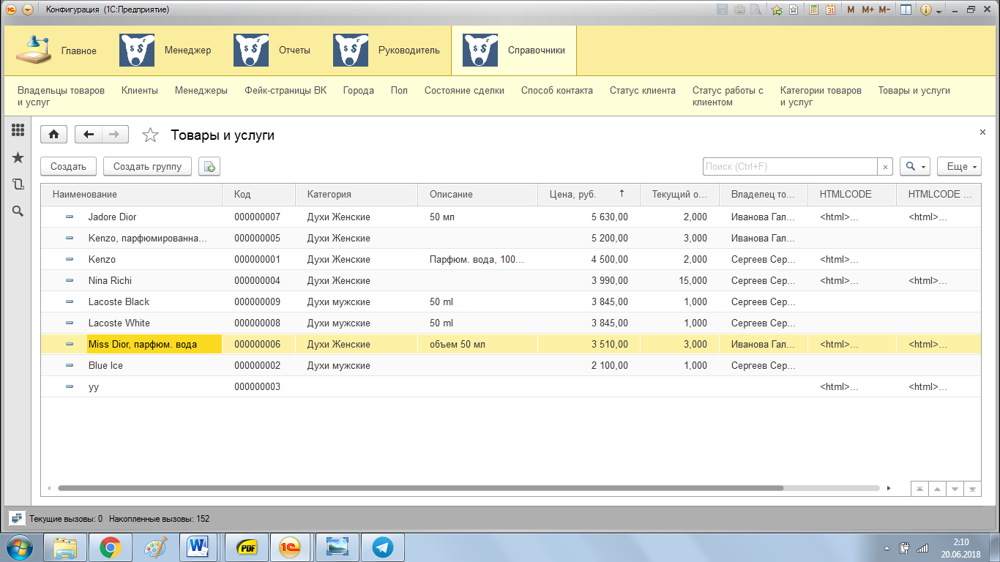 Конфигурация (1С:Предприятие)
M M+ M-
Главное Менеджер Отчеты Руководитель Справочники
Владельцы товаров и услуг Клиенты Менеджеры Фейк-страницы ВК Города Пол Состояние сделки Способ контакта Статус клиента Статус работы с клиентом Категории товаров и услуг Товары и услуги
Товары и услуги
Создать Создать группу Поиск (Ctrl+F) Еще
Наименование Код Категория Описание Цена, руб. Текущий о... Владелец то... HTMLCODE HTMLCODE ...
Jadore Dior 000000007 Духи Женские 50 мл 5 630,00 2,000 Иванова Гал... <html>... <html>...
Kenzo, парфюмированна... 000000005 Духи Женские 5 200,00 3,000 Иванова Гал...
Kenzo 000000001 Духи Женские Парфюм. вода, 100... 4 500,00 2,000 Сергеев Сер... <html>...
Nina Richi 000000004 Духи Женские 3 990,00 15,000 Сергеев Сер... <html>... <html>...
Lacoste Black 000000009 Духи мужские 50 ml 3 845,00 1,000 Сергеев Сер...
Lacoste White 000000008 Духи мужские 50 ml 3 845,00 1,000 Сергеев Сер...
Miss Dior, парфюм. вода 000000006 Духи Женские объем 50 мл 3 510,00 3,000 Иванова Гал... <html>... <html>...
Blue Ice 000000002 Духи мужские 2 100,00 1,000 Сергеев Сер...
уу 000000003 <html>... <html>...
Текущие вызовы: 0 Накопленные вызовы: 152
PDF 1С
2:10
20.06.2018